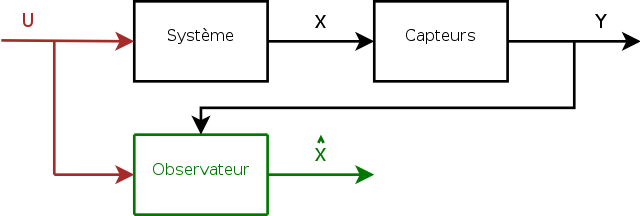 U
Système
X
Capteurs
Y
Observateur
X̂